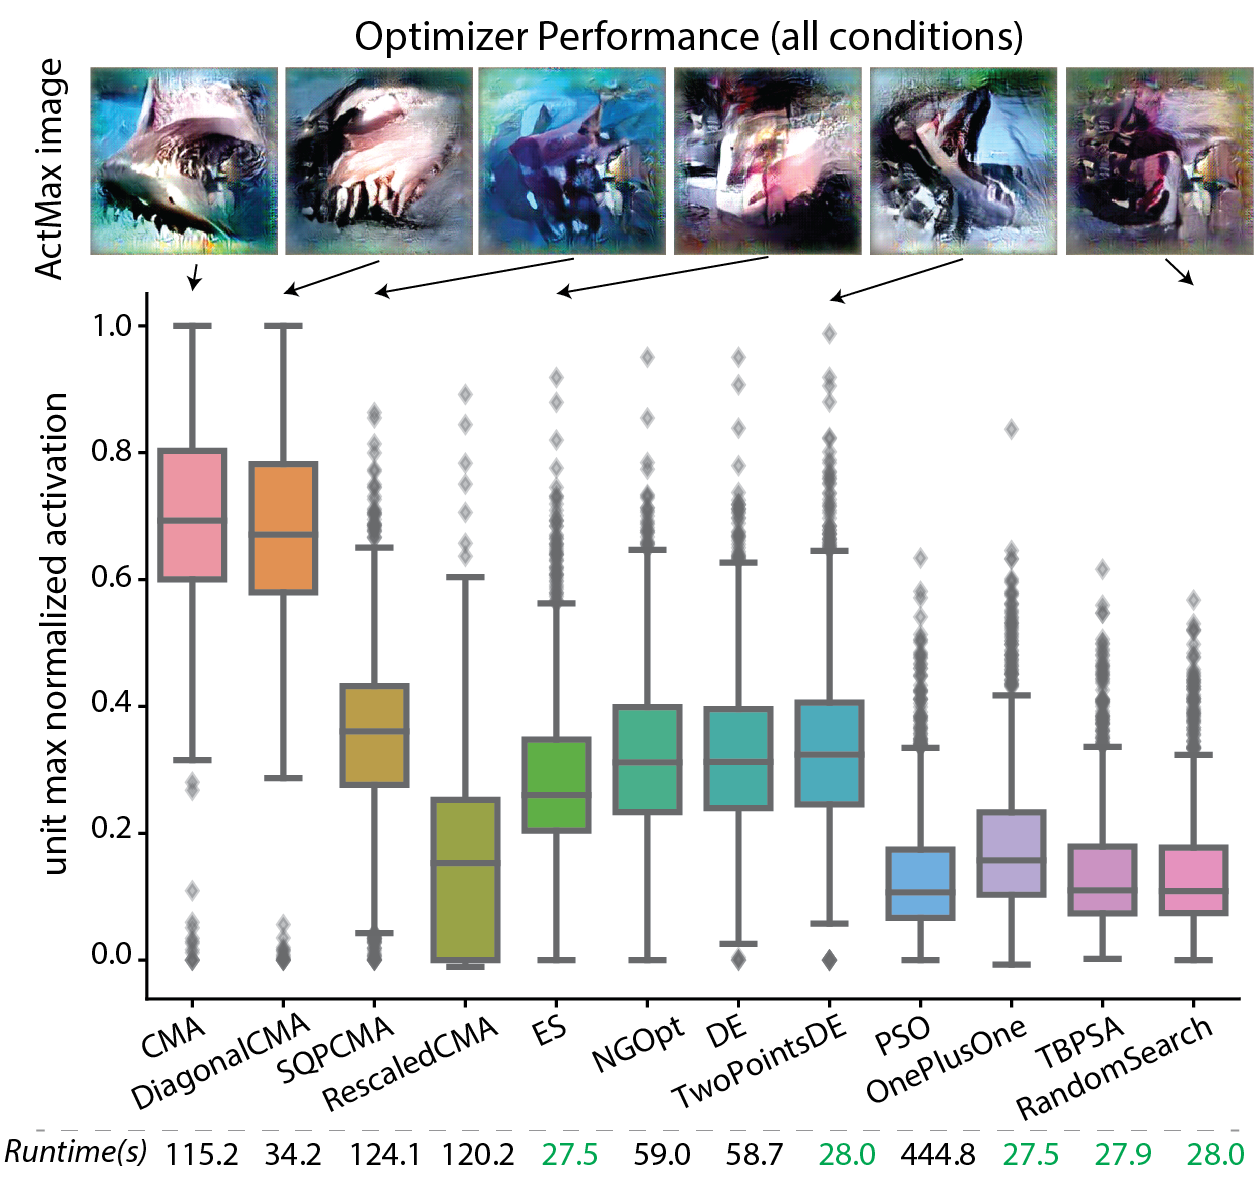 Optimizer Performance (all conditions)
ActMax image
unit max normalized activation
1.0
0.8
0.6
0.4
0.2
0.0
CMA
DiagonalCMA
SQPCMA
RescaledCMA
ES
NGOpt
DE
TwoPointsDE
PSO
OnePlusOne
TBPSA
RandomSearch
Runtime(s) 115.2 34.2 124.1 120.2 27.5 59.0 58.7 28.0 444.8 27.5 27.9 28.0